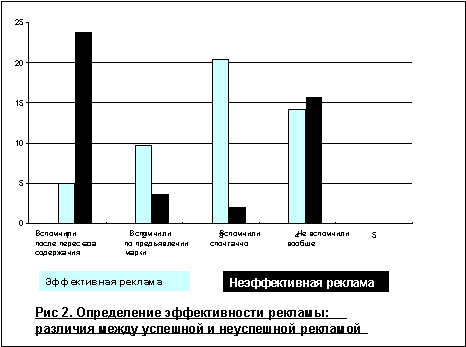 25
20
15
10
5
0
Вспомнили Вспомнили Вспомнили Не вспомнили 5
после пересказа по предъявлении спонтанно вообще
содержания марки
Эффективная реклама Неэффективная реклама
Рис 2. Определение эффективности рекламы:
различия между успешной и неуспешной рекламой